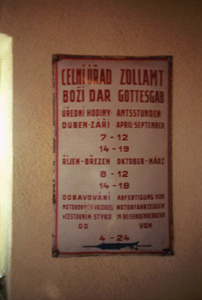 CELNÍ ÚŘAD ZOLLAMT
BOŽÍ DAR GOTTESGAB
ÚŘEDNÍ HODINY AMTSSTUNDEN
DUBEN-ZÁŘÍ APRIL-SEPTEMBER
7-12
14-19
ŘÍJEN-BŘEZEN OKTOBER-MÄRZ
8-12
14-18
ODBAVOVÁNÍ ABFERTIGUNG VON
MOTOROVÝCH VOZIDEL MOTORFAHRZEUGEN
V CESTOVNÍM STYKU IM REISENDENVERKEHR
OD VON
4-24